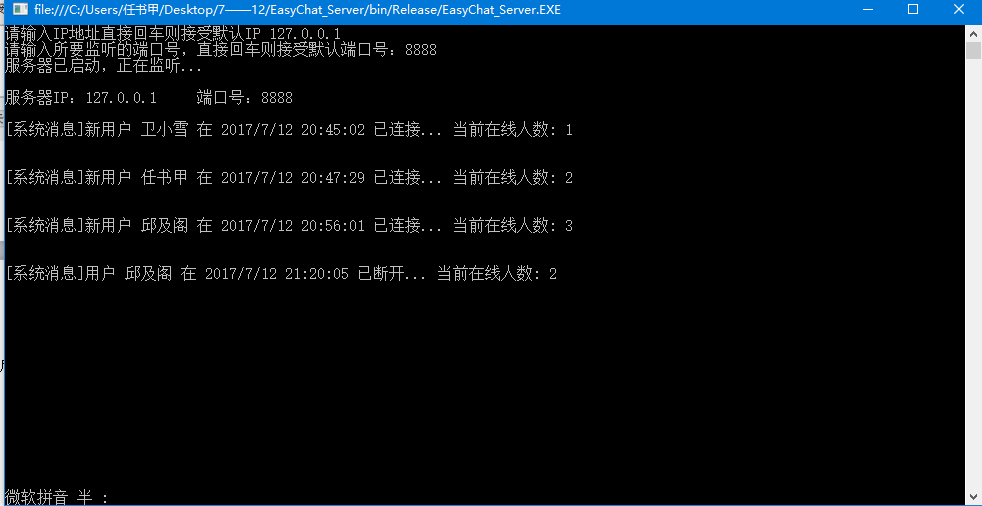 file:///C:/Users/任书甲/Desktop/7——12/EasyChat_Server/bin/Release/EasyChat_Server.EXE
请输入IP地址直接回车则接受默认IP 127.0.0.1
请输入所要监听的端口号，直接回车则接受默认端口号：8888
服务器已启动，正在监听...
服务器IP：127.0.0.1 端口号：8888
[系统消息]新用户 卫小雪 在 2017/7/12 20:45:02 已连接... 当前在线人数: 1
[系统消息]新用户 任书甲 在 2017/7/12 20:47:29 已连接... 当前在线人数: 2
[系统消息]新用户 邱及阁 在 2017/7/12 20:56:01 已连接... 当前在线人数: 3
[系统消息]用户 邱及阁 在 2017/7/12 21:20:05 已断开... 当前在线人数: 2
微软拼音 半 :